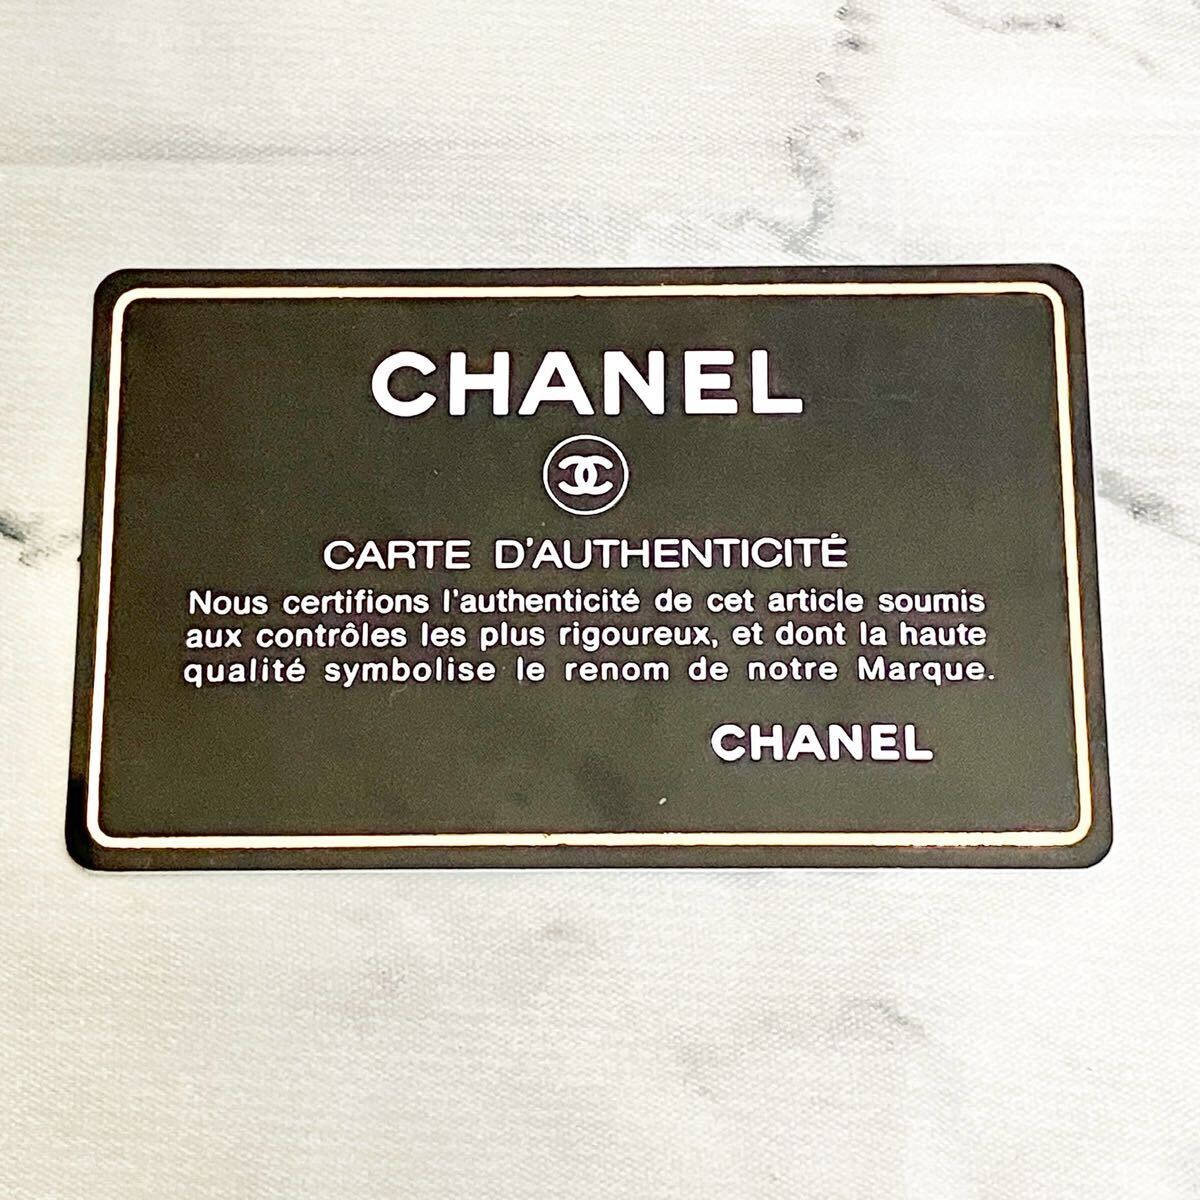 CHANEL
CARTE D'AUTHENTICITÉ
Nous certifions l'authenticité de cet article soumis
aux contrôles les plus rigoureux, et dont la haute
qualité symbolise le renom de notre Marque.
CHANEL